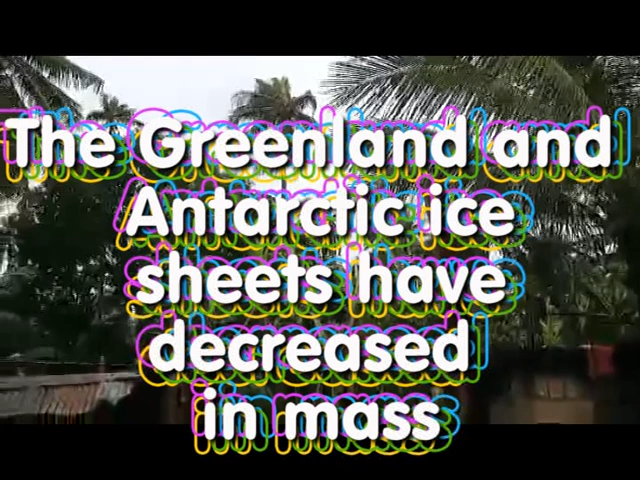 The Greenland and
Antarctic ice
sheets have
decreased
in mass